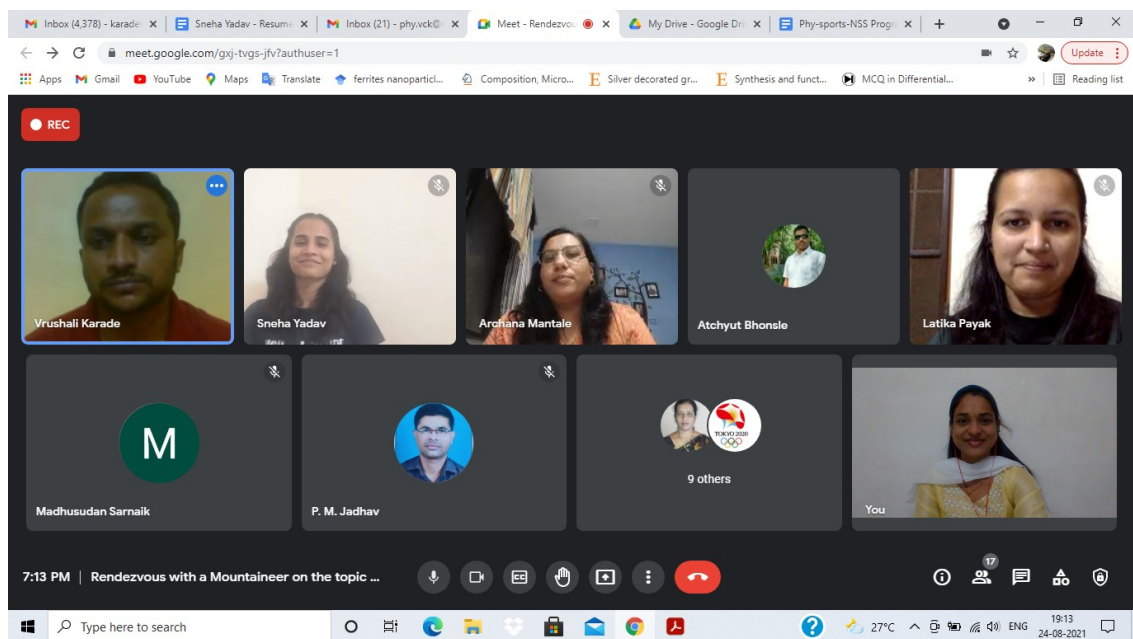 Inbox (4,378) - karade
Sneha Yadav - Resume
Inbox (21) - phy.vck@
Meet - Rendezvou
My Drive - Google Dri
Phy-sports-NSS Progr
meet.google.com/gxj-tvgs-jfv?authuser=1
Update
Apps
Gmail
YouTube
Maps
Translate
ferrites nanoparticl...
Composition, Micro...
Silver decorated gr...
Synthesis and funct...
MCQ in Differential...
»
Reading list
REC
Vrushali Karade
Sneha Yadav
Archana Mantale
Atchyut Bhonsle
Latika Payak
M
Madhusudan Sarnaik
P. M. Jadhav
TOKYO 2020
9 others
You
7:13 PM | Rendezvous with a Mountaineer on the topic ...
CC
17
Type here to search
27°C
ENG
19:13
24-08-2021